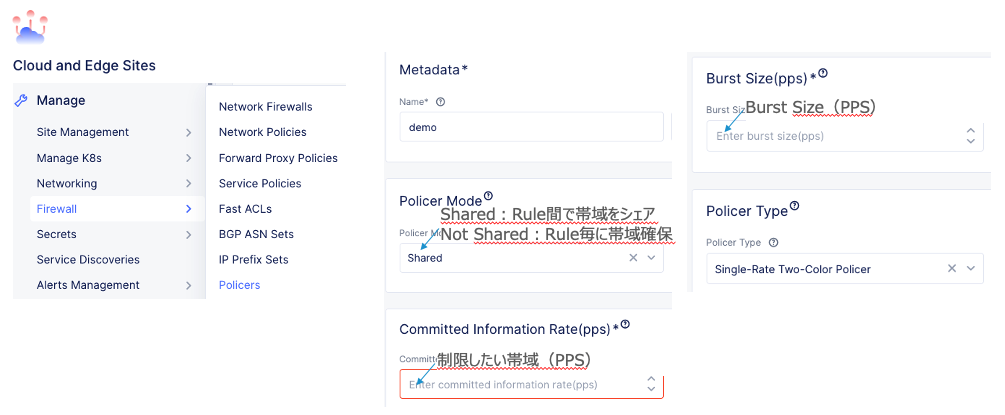 Cloud and Edge Sites
Manage
Site Management
Manage K8s
Networking
Firewall
Secrets
Service Discoveries
Alerts Management
Network Firewalls
Network Policies
Forward Proxy Policies
Service Policies
Fast ACLs
BGP ASN Sets
IP Prefix Sets
Policers
Metadata*
Name*
demo
Policer Mode
Shared：Rule間で帯域をシェア
Not Shared：Rule毎に帯域確保
Policer
Shared
Committed Information Rate(pps)*
制限したい帯域（PPS）
Enter committed information rate(pps)
Burst Size(pps)*
Burst Size（PPS）
Burst
Enter burst size(pps)
Policer Type
Policer Type
Single-Rate Two-Color Policer